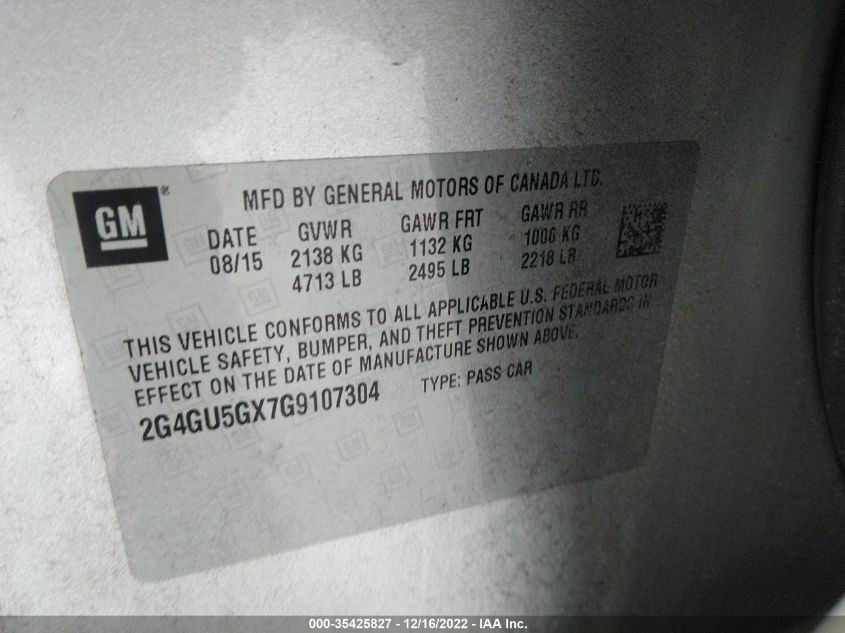 GM ®
MFD BY GENERAL MOTORS OF CANADA LTD.
DATE GVWR GAWR FRT GAWR RR
08/15 2138 KG 1132 KG 1006 KG
4713 LB 2495 LB 2218 LB
THIS VEHICLE CONFORMS TO ALL APPLICABLE U.S. FEDERAL MOTOR
VEHICLE SAFETY, BUMPER, AND THEFT PREVENTION STANDARDS IN
EFFECT ON THE DATE OF MANUFACTURE SHOWN ABOVE.
2G4GU5GX7G9107304 TYPE: PASS CAR
000-35425827 - 12/16/2022 - IAA Inc.